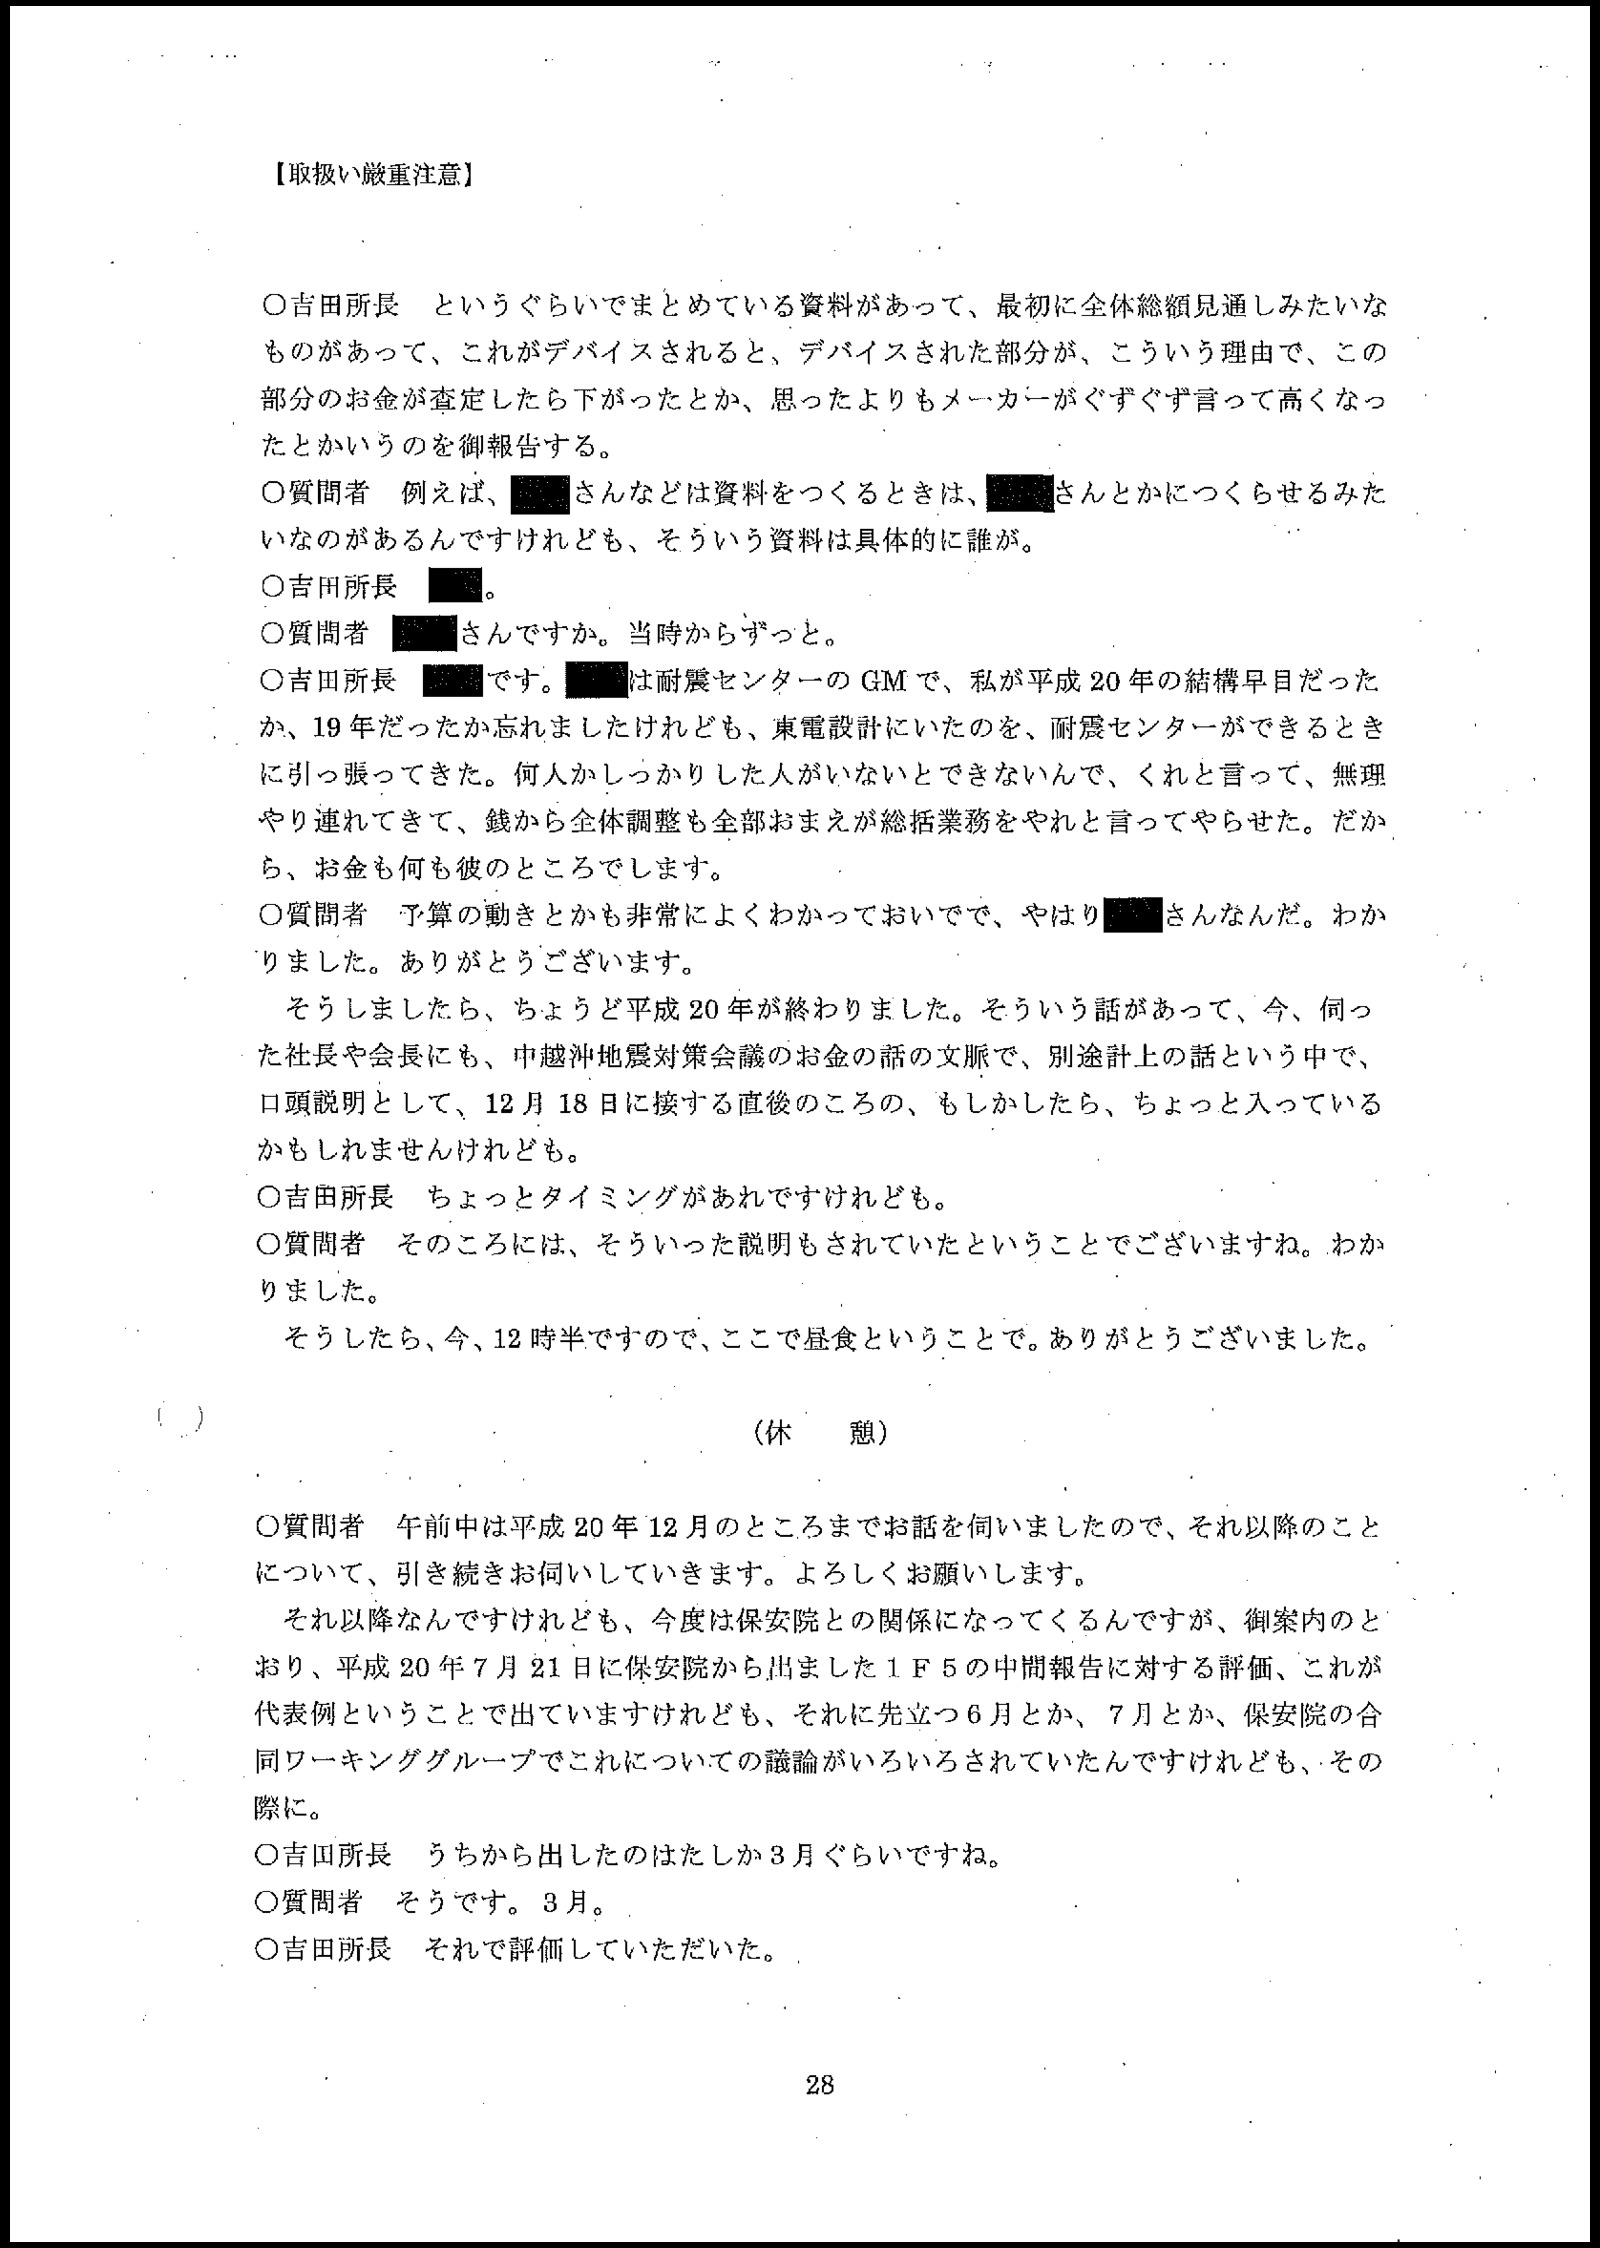 【取扱い厳重注意】
○吉田所長　というぐらいでまとめている資料があって、最初に全体総額見通しみたいな
ものがあって、これがデバイスされると、デバイスされた部分が、こういう理由で、この
部分のお金が査定したら下がったとか、思ったよりもメーカーがぐずぐず言って高くなっ
たとかいうのを御報告する。
○質問者　例えば、さんなどは資料をつくるときは、さんとかにつくらせるみた
いなのがあるんですけれども、そういう資料は具体的に誰が。
○吉田所長　。
○質問者　さんですか。当時からずっと。
○吉田所長　です。は耐震センターの GM で、私が平成 20 年の結構早目だった
か、19 年だったか忘れましたけれども、東電設計にいたのを、耐震センターができるとき
に引っ張ってきた。何人かしっかりした人がいないとできないんで、くれと言って、無理
やり連れてきて、銭から全体調整も全部おまえが総括業務をやれと言ってやらせた。だか
ら、お金も何も彼のところでします。
○質問者　予算の動きとかも非常によくわかっておいでで、やはりさんなんだ。わか
りました。ありがとうございます。
　そうしましたら、ちょうど平成 20 年が終わりました。そういう話があって、今、伺っ
た社長や会長にも、中越沖地震対策会議のお金の話の文脈で、別途計上の話という中で、
口頭説明として、12 月 18 日に接する直後のころの、もしかしたら、ちょっと入っている
かもしれませんけれども。
○吉田所長　ちょっとタイミングがあれですけれども。
○質問者　そのころには、そういった説明もされていたということでございますね。わか
りました。
　そうしたら、今、12 時半ですので、ここで昼食ということで。ありがとうございました。
（休　　憩）
○質問者　午前中は平成 20 年 12 月のところまでお話を伺いましたので、それ以降のこと
について、引き続きお伺いしていきます。よろしくお願いします。
　それ以降なんですけれども、今度は保安院との関係になってくるんですが、御案内のと
おり、平成 20 年７月 21 日に保安院から出ました１Ｆ５の中間報告に対する評価、これが
代表例ということで出ていますけれども、それに先立つ６月とか、７月とか、保安院の合
同ワーキンググループでこれについての議論がいろいろされていたんですけれども、その
際に。
○吉田所長　うちから出したのはたしか３月ぐらいですね。
○質問者　そうです。３月。
○吉田所長　それで評価していただいた。
28